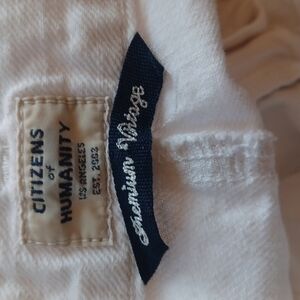 CITIZENS
of
HUMANITY
LOS ANGELES
EST. 2003
Premium Vintage